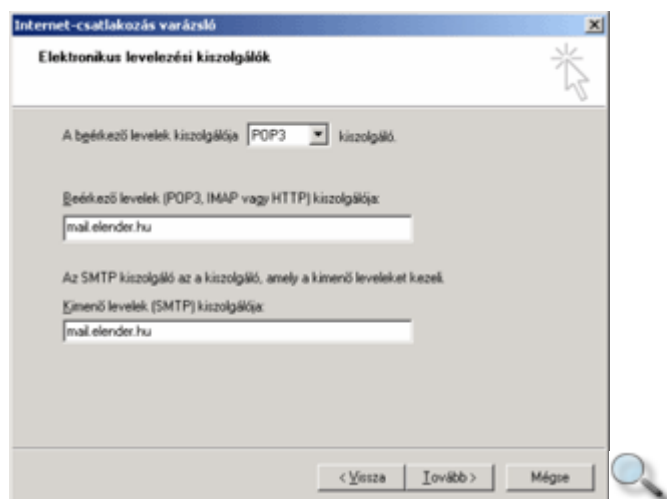 Internet-csatlakozás varázsló
Elektronikus levelezési kiszolgálók
A beérkező levelek kiszolgálója POP3 kiszolgáló.
Beérkező levelek (POP3, IMAP vagy HTTP) kiszolgálója:
mail.elender.hu
Az SMTP kiszolgáló az a kiszolgáló, amely a kimenő leveleket kezeli.
Kimenő levelek (SMTP) kiszolgálója:
mail.elender.hu
< Vissza Tovább > Mégse